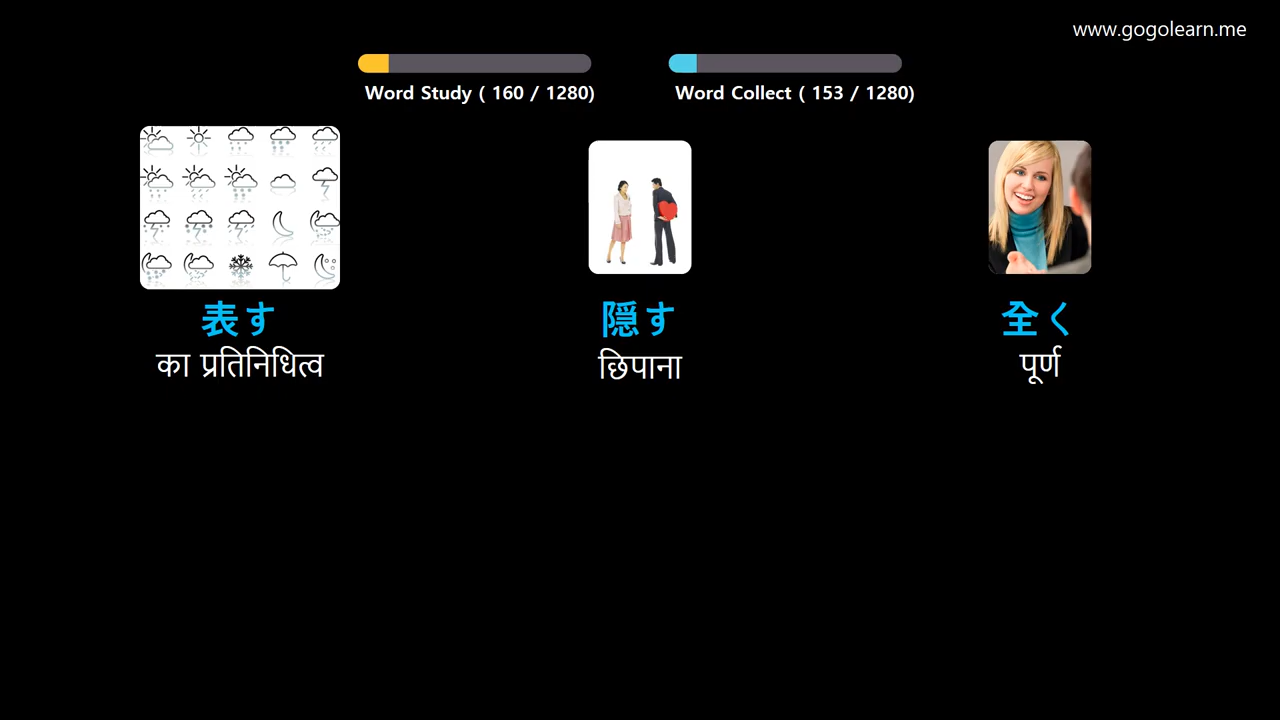 www.gogolearn.me
Word Study ( 160 / 1280)
Word Collect ( 153 / 1280)
表す
隠す
全く
का प्रतिनिधित्व
छिपाना
पूर्ण